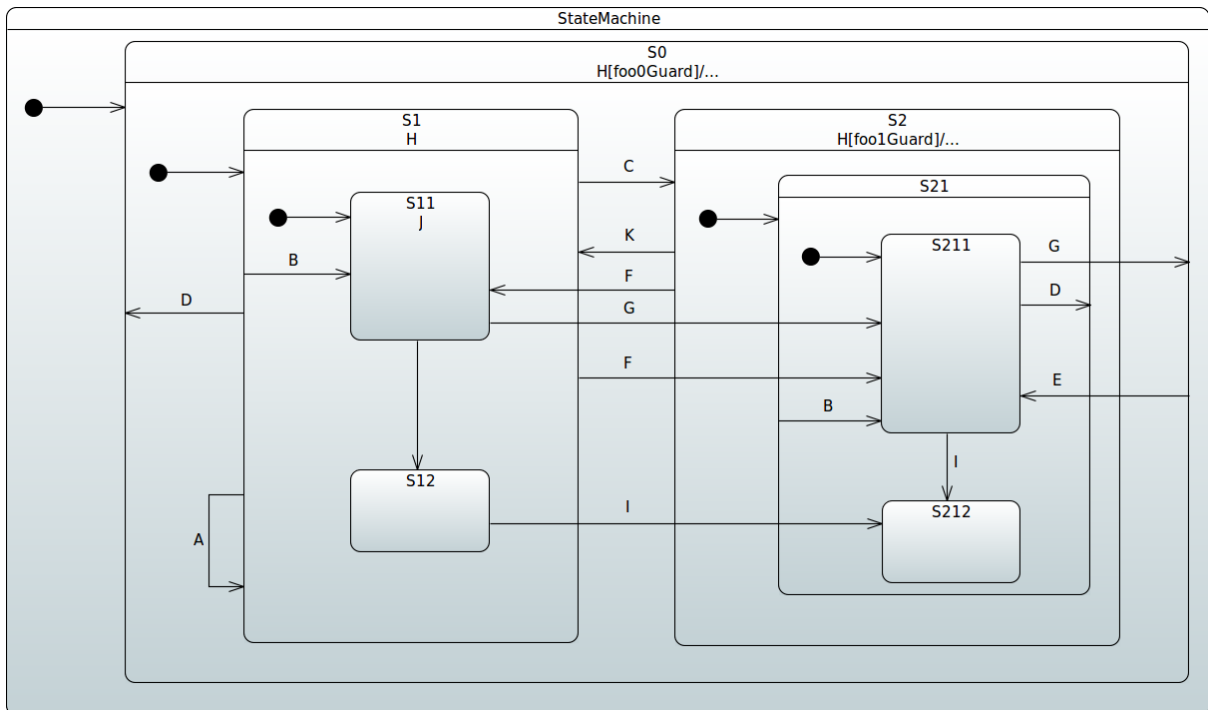 StateMachine
S0
H[foo0Guard]/...
S1
H
S2
H[foo1Guard]/...
C
S21
S11
J
K
S211
G
B
F
D
D
G
F
E
B
I
S12
S212
I
A